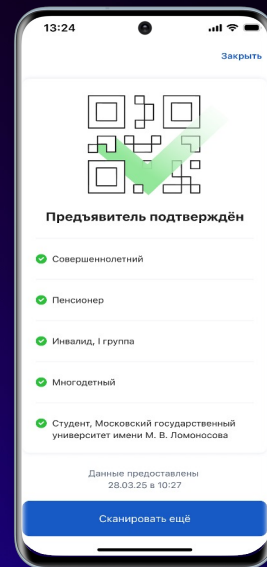 13:24
Закрыть
Предъявитель подтверждён
Совершеннолетний
Пенсионер
Инвалид, I группа
Многодетный
Студент, Московский государственный
университет имени М. В. Ломоносова
Данные предоставлены
28.03.25 в 10:27
Сканировать ещё